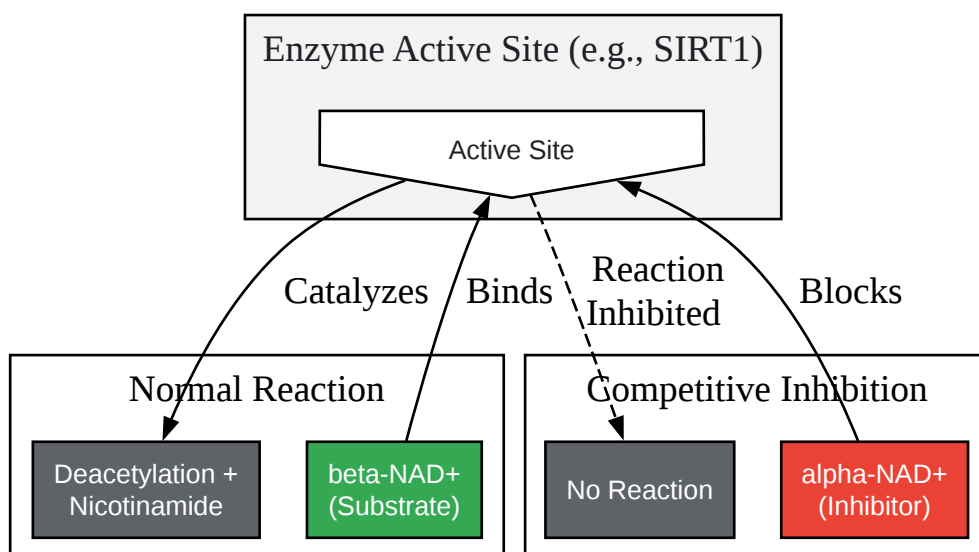 Enzyme Active Site (e.g., SIRT1)
Active Site
Catalyzes
Binds
Reaction
Inhibited
Blocks
Normal Reaction
Competitive Inhibition
Deacetylation +
Nicotinamide
beta-NAD+
(Substrate)
No Reaction
alpha-NAD+
(Inhibitor)